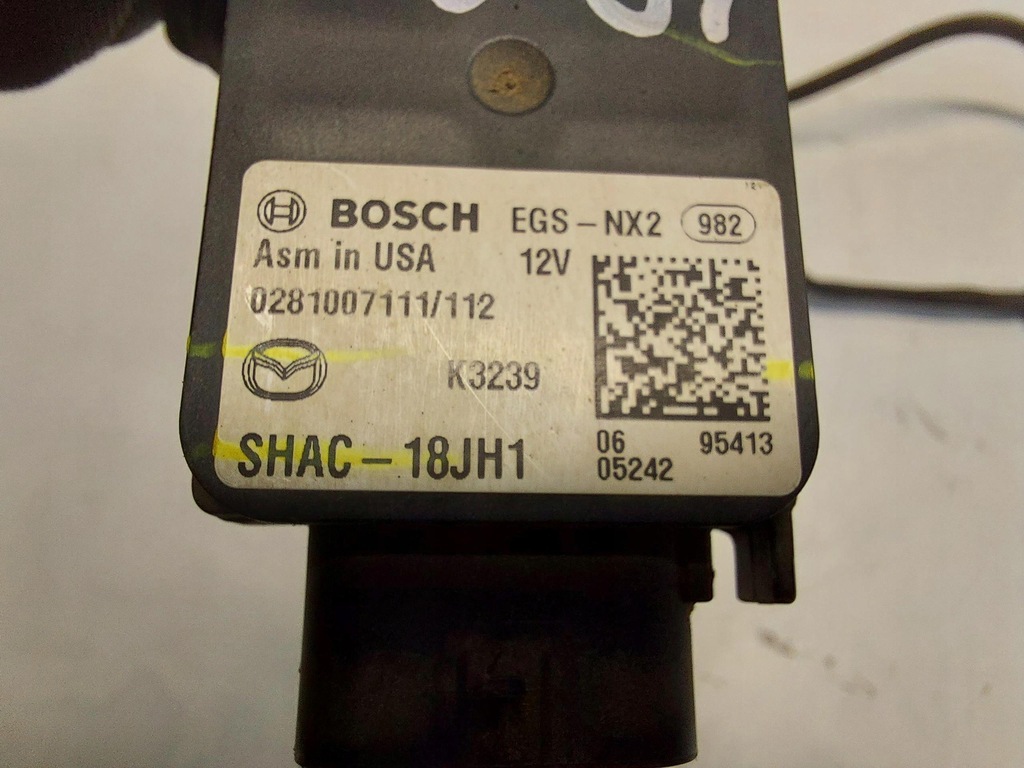 BOSCH EGS-NX2 982
Asm in USA 12V
0281007111/112
K3239
SHAC-18JH1
06 95413
05242